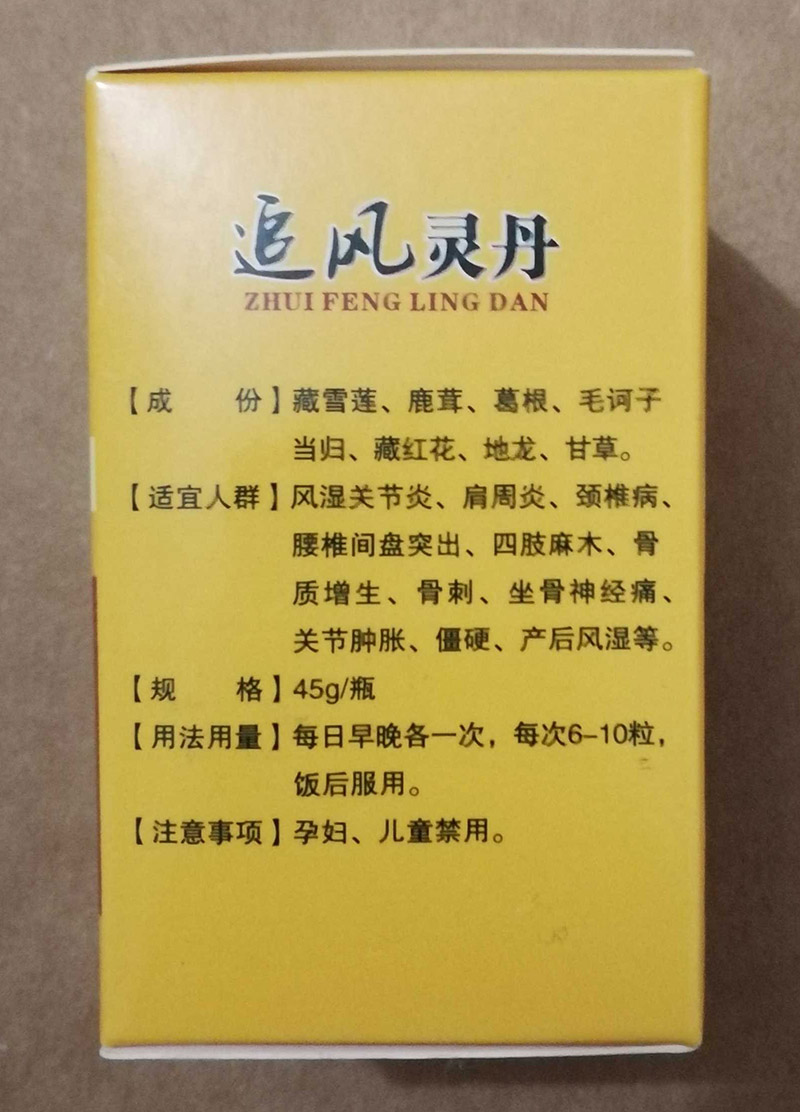 追风灵丹
ZHUI FENG LING DAN
【成　　份】藏雪莲、鹿茸、葛根、毛诃子
当归、藏红花、地龙、甘草。
【适宜人群】风湿关节炎、肩周炎、颈椎病、
腰椎间盘突出、四肢麻木、骨
质增生、骨刺、坐骨神经痛、
关节肿胀、僵硬、产后风湿等。
【规　　格】45g/瓶
【用法用量】每日早晚各一次，每次6–10粒，
饭后服用。
【注意事项】孕妇、儿童禁用。